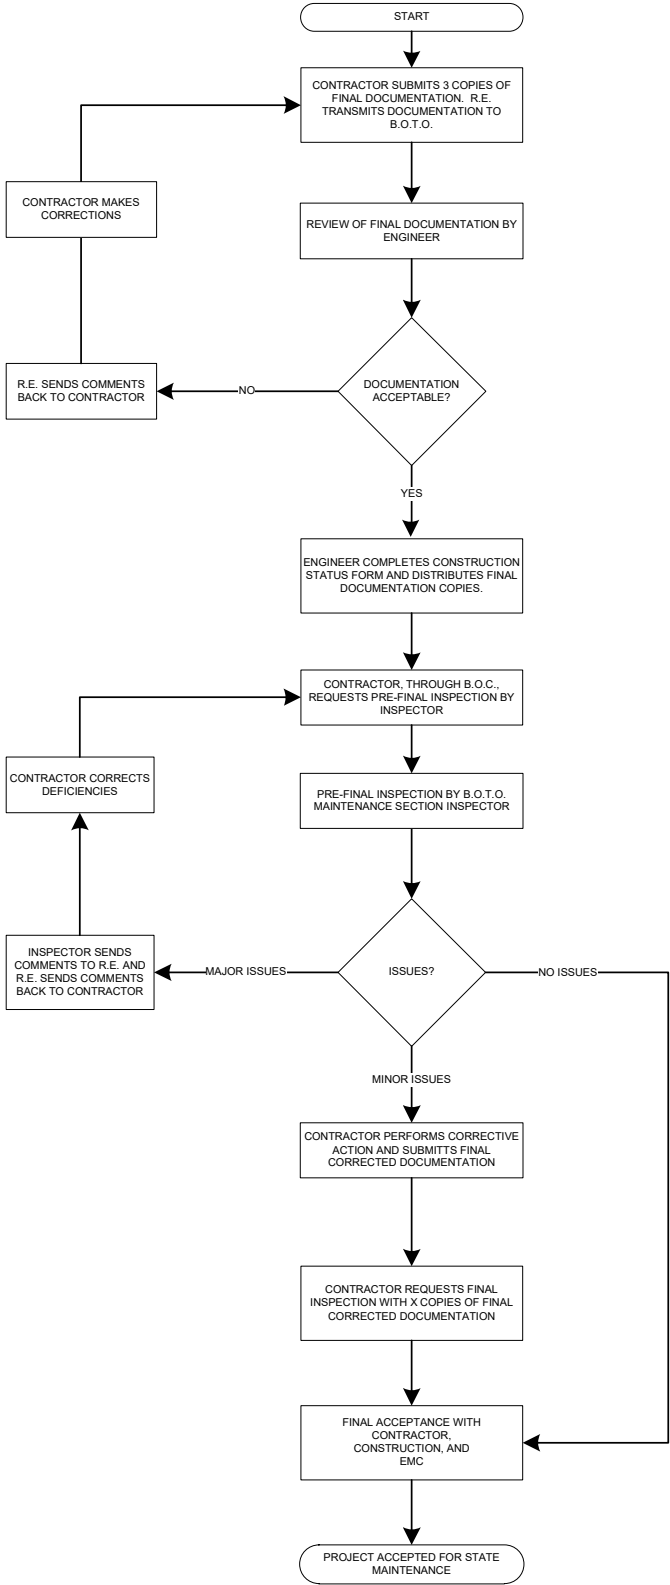 START
CONTRACTOR SUBMITS 3 COPIES OF
FINAL DOCUMENTATION.  R.E.
TRANSMITS DOCUMENTATION TO
B.O.T.O.
CONTRACTOR MAKES
CORRECTIONS
REVIEW OF FINAL DOCUMENTATION BY
ENGINEER
R.E. SENDS COMMENTS
BACK TO CONTRACTOR
NO
DOCUMENTATION
ACCEPTABLE?
YES
ENGINEER COMPLETES CONSTRUCTION
STATUS FORM AND DISTRIBUTES FINAL
DOCUMENTATION COPIES.
CONTRACTOR, THROUGH B.O.C.,
REQUESTS PRE-FINAL INSPECTION BY
INSPECTOR
CONTRACTOR CORRECTS
DEFICIENCIES
PRE-FINAL INSPECTION BY B.O.T.O.
MAINTENANCE SECTION INSPECTOR
INSPECTOR SENDS
COMMENTS TO R.E. AND
R.E. SENDS COMMENTS
BACK TO CONTRACTOR
MAJOR ISSUES
ISSUES?
NO ISSUES
MINOR ISSUES
CONTRACTOR PERFORMS CORRECTIVE
ACTION AND SUBMITTS FINAL
CORRECTED DOCUMENTATION
CONTRACTOR REQUESTS FINAL
INSPECTION WITH X COPIES OF FINAL
CORRECTED DOCUMENTATION
FINAL ACCEPTANCE WITH
CONTRACTOR,
CONSTRUCTION, AND
EMC
PROJECT ACCEPTED FOR STATE
MAINTENANCE